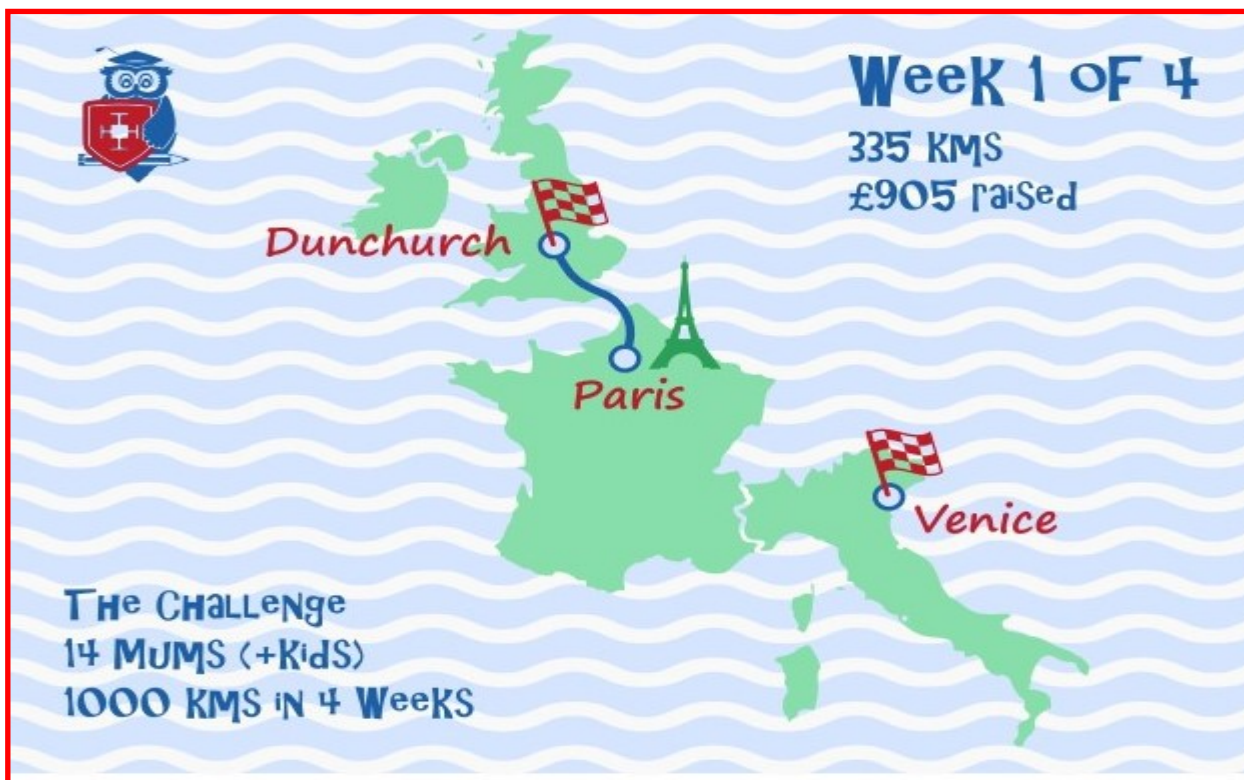 Week 1 of 4
335 KMS
£905 raised
Dunchurch
Paris
Venice
The Challenge
14 Mums (+Kids)
1000 KMS in 4 Weeks